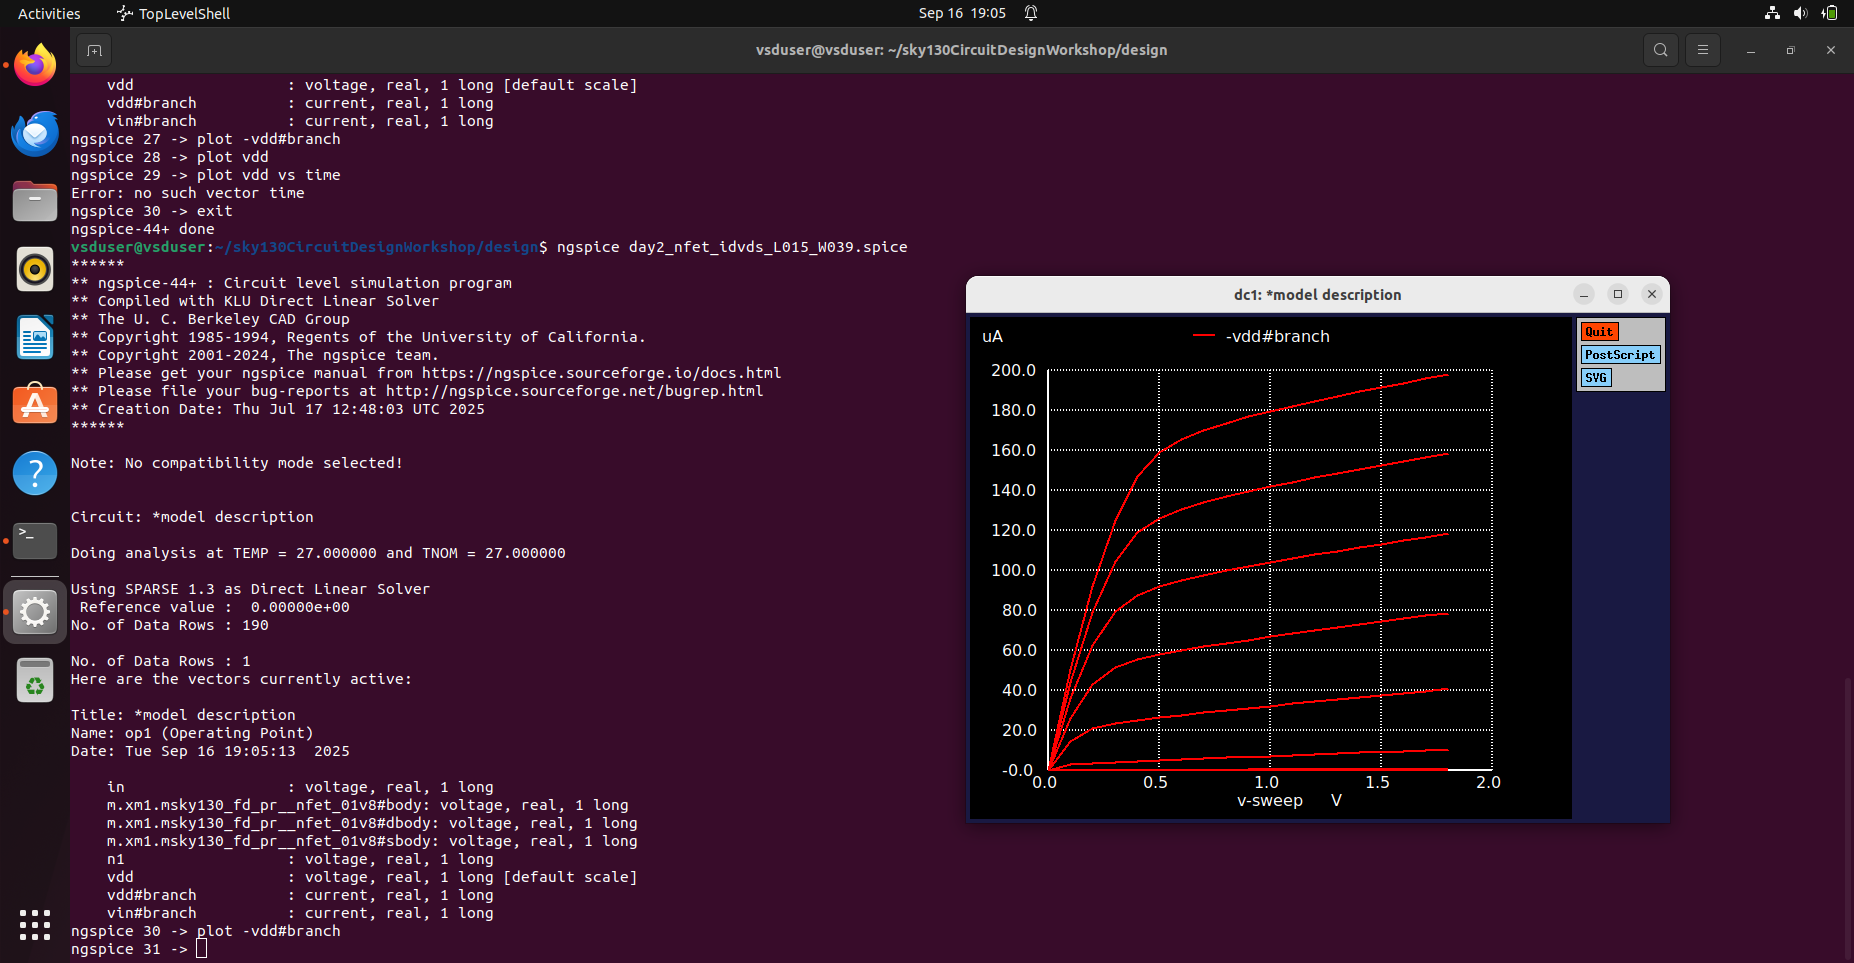 Activities
TopLevelShell
Sep 16 19:05
vsduser@vsduser: ~/sky130CircuitDesignWorkshop/design
vdd : voltage, real, 1 long [default scale]
vdd#branch : current, real, 1 long
vin#branch : current, real, 1 long
ngspice 27 -> plot -vdd#branch
ngspice 28 -> plot vdd
ngspice 29 -> plot vdd vs time
Error: no such vector time
ngspice 30 -> exit
ngspice-44+ done
vsduser@vsduser:~/sky130CircuitDesignWorkshop/design$ ngspice day2_nfet_idvds_L015_W039.spice
******
** ngspice-44+ : Circuit level simulation program
** Compiled with KLU Direct Linear Solver
** The U. C. Berkeley CAD Group
** Copyright 1985-1994, Regents of the University of California.
** Copyright 2001-2024, The ngspice team.
** Please get your ngspice manual from https://ngspice.sourceforge.io/docs.html
** Please file your bug-reports at http://ngspice.sourceforge.net/bugrep.html
** Creation Date: Thu Jul 17 12:48:03 UTC 2025
******
Note: No compatibility mode selected!
Circuit: *model description
Doing analysis at TEMP = 27.000000 and TNOM = 27.000000
Using SPARSE 1.3 as Direct Linear Solver
Reference value : 0.00000e+00
No. of Data Rows : 190
No. of Data Rows : 1
Here are the vectors currently active:
Title: *model description
Name: op1 (Operating Point)
Date: Tue Sep 16 19:05:13 2025
in : voltage, real, 1 long
m.xm1.msky130_fd_pr__nfet_01v8#body: voltage, real, 1 long
m.xm1.msky130_fd_pr__nfet_01v8#dbody: voltage, real, 1 long
m.xm1.msky130_fd_pr__nfet_01v8#sbody: voltage, real, 1 long
n1 : voltage, real, 1 long
vdd : voltage, real, 1 long [default scale]
vdd#branch : current, real, 1 long
vin#branch : current, real, 1 long
ngspice 30 -> plot -vdd#branch
ngspice 31 ->
dc1: *model description
uA
-vdd#branch
Quit
PostScript
SVG
200.0
180.0
160.0
140.0
120.0
100.0
80.0
60.0
40.0
20.0
-0.0
0.0 0.5 1.0 1.5 2.0
v-sweep V